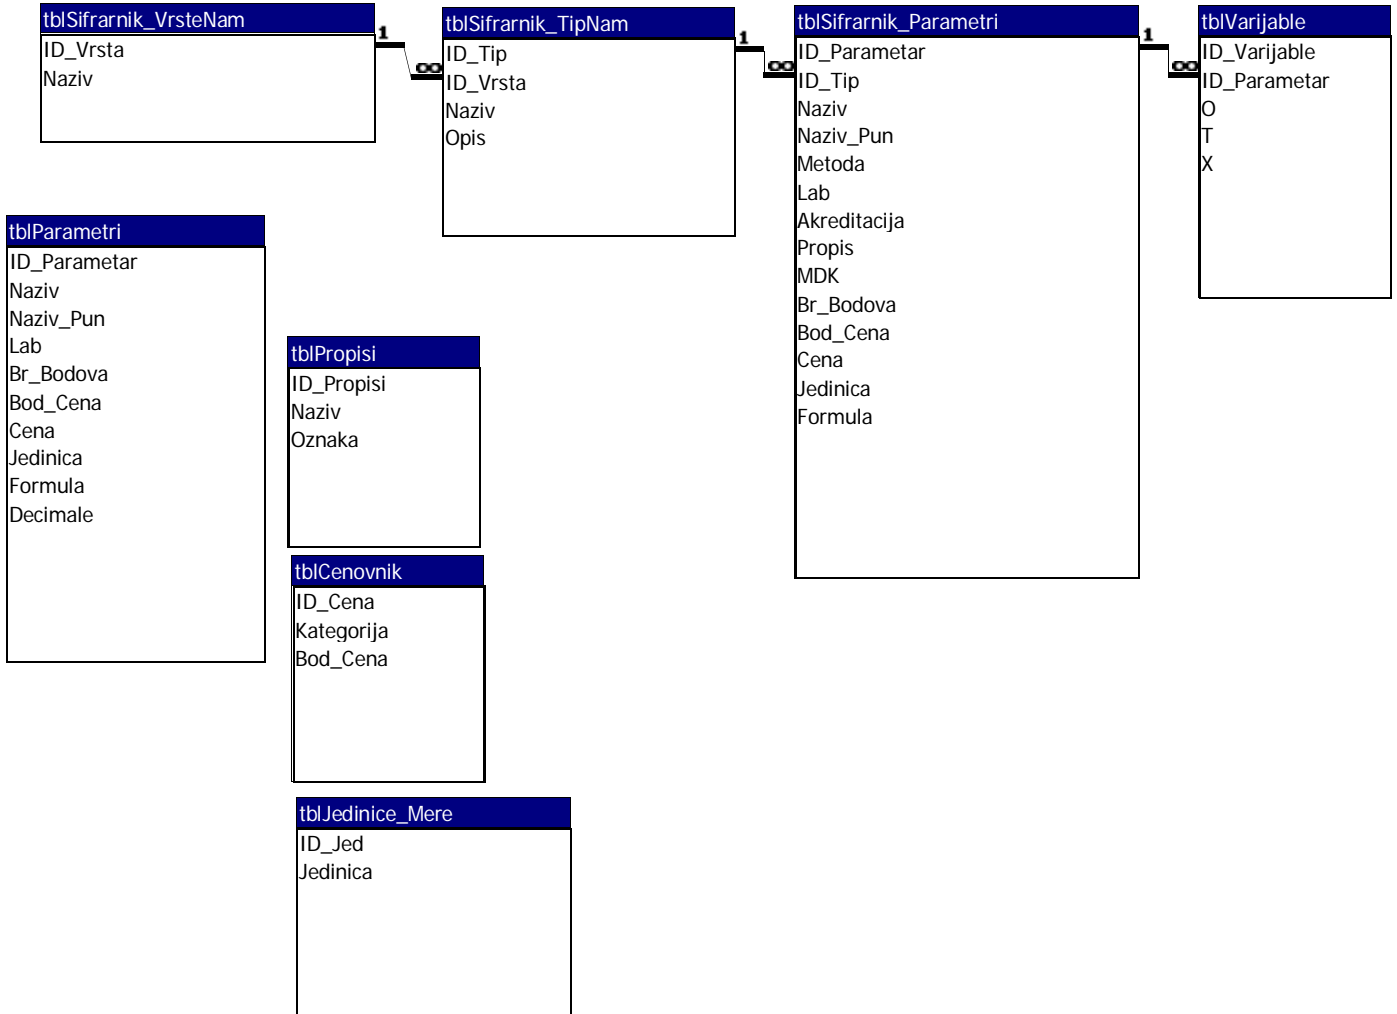 tblSifrarnik_VrsteNam
ID_Vrsta
Naziv
1
∞
tblSifrarnik_TipNam
ID_Tip
ID_Vrsta
Naziv
Opis
1
∞
tblSifrarnik_Parametri
ID_Parametar
ID_Tip
Naziv
Naziv_Pun
Metoda
Lab
Akreditacija
Propis
MDK
Br_Bodova
Bod_Cena
Cena
Jedinica
Formula
1
∞
tblVarijable
ID_Varijable
ID_Parametar
O
T
X
tblParametri
ID_Parametar
Naziv
Naziv_Pun
Lab
Br_Bodova
Bod_Cena
Cena
Jedinica
Formula
Decimale
tblPropisi
ID_Propisi
Naziv
Oznaka
tblCenovnik
ID_Cena
Kategorija
Bod_Cena
tblJedinice_Mere
ID_Jed
Jedinica